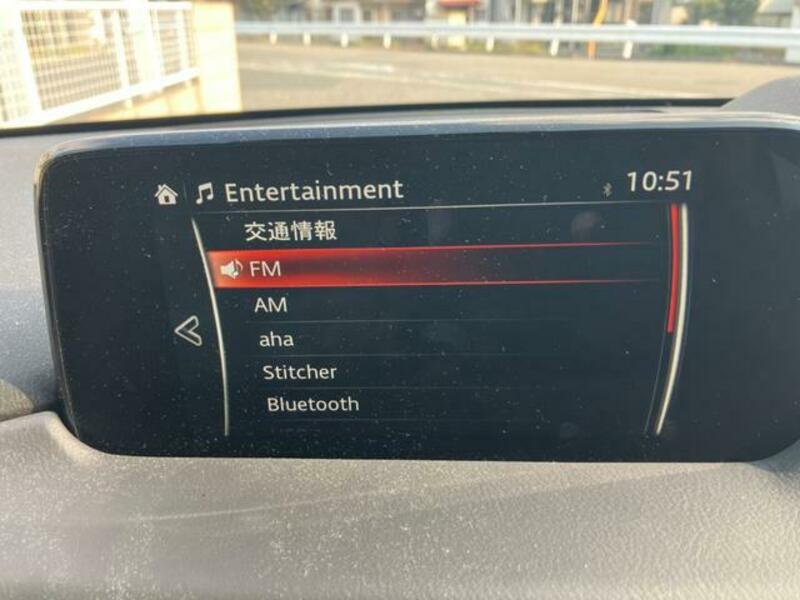 Entertainment
10:51
交通情報
FM
AM
aha
Stitcher
Bluetooth